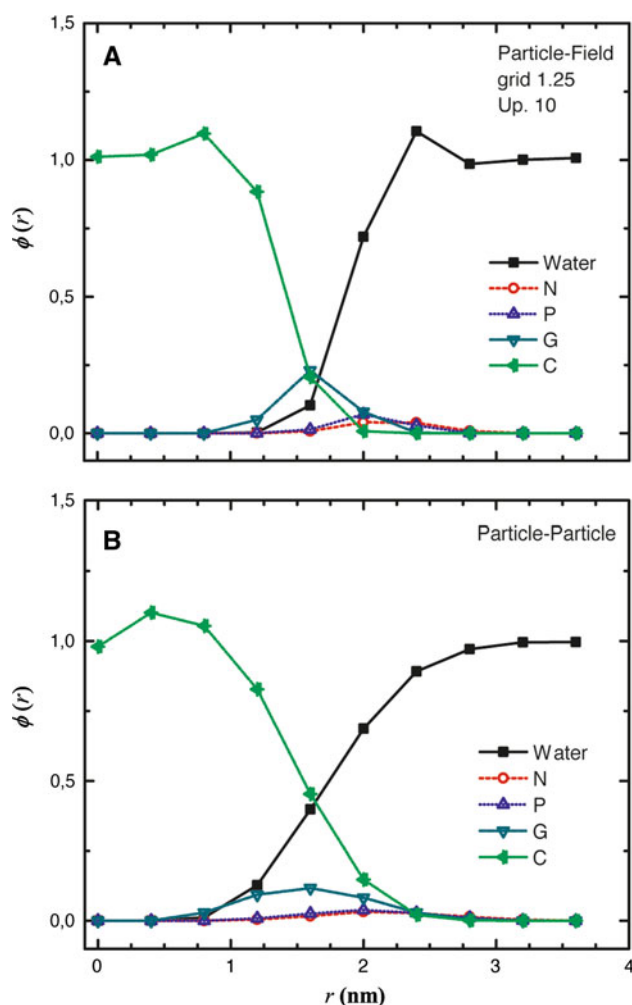 1,5
A
Particle-Field
grid 1.25
Up. 10
1,0
ϕ (r)
Water
N
0,5
P
G
C
0,0
1,5
B
Particle-Particle
1,0
ϕ (r)
Water
N
0,5
P
G
C
0,0
0 1 2 3 4
r (nm)